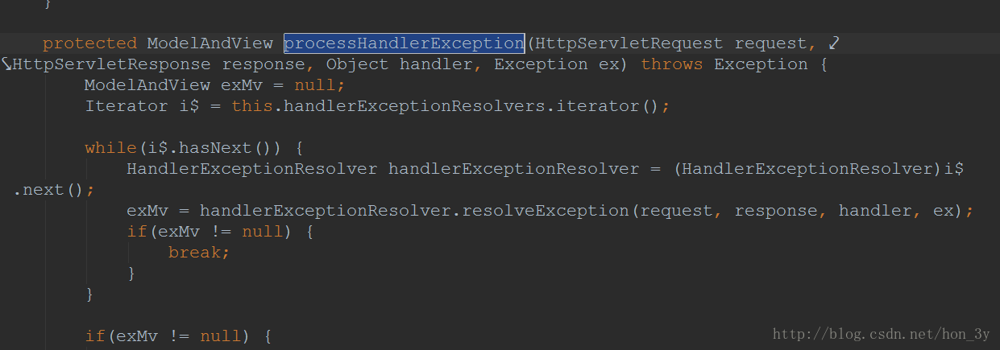 }
protected ModelAndView processHandlerException(HttpServletRequest request,
HttpServletResponse response, Object handler, Exception ex) throws Exception {
ModelAndView exMv = null;
Iterator i$ = this.handlerExceptionResolvers.iterator();
while(i$.hasNext()) {
HandlerExceptionResolver handlerExceptionResolver = (HandlerExceptionResolver)i$
.next();
exMv = handlerExceptionResolver.resolveException(request, response, handler, ex);
if(exMv != null) {
break;
}
}
if(exMv != null) {
http://blog.csdn.net/hon_3y